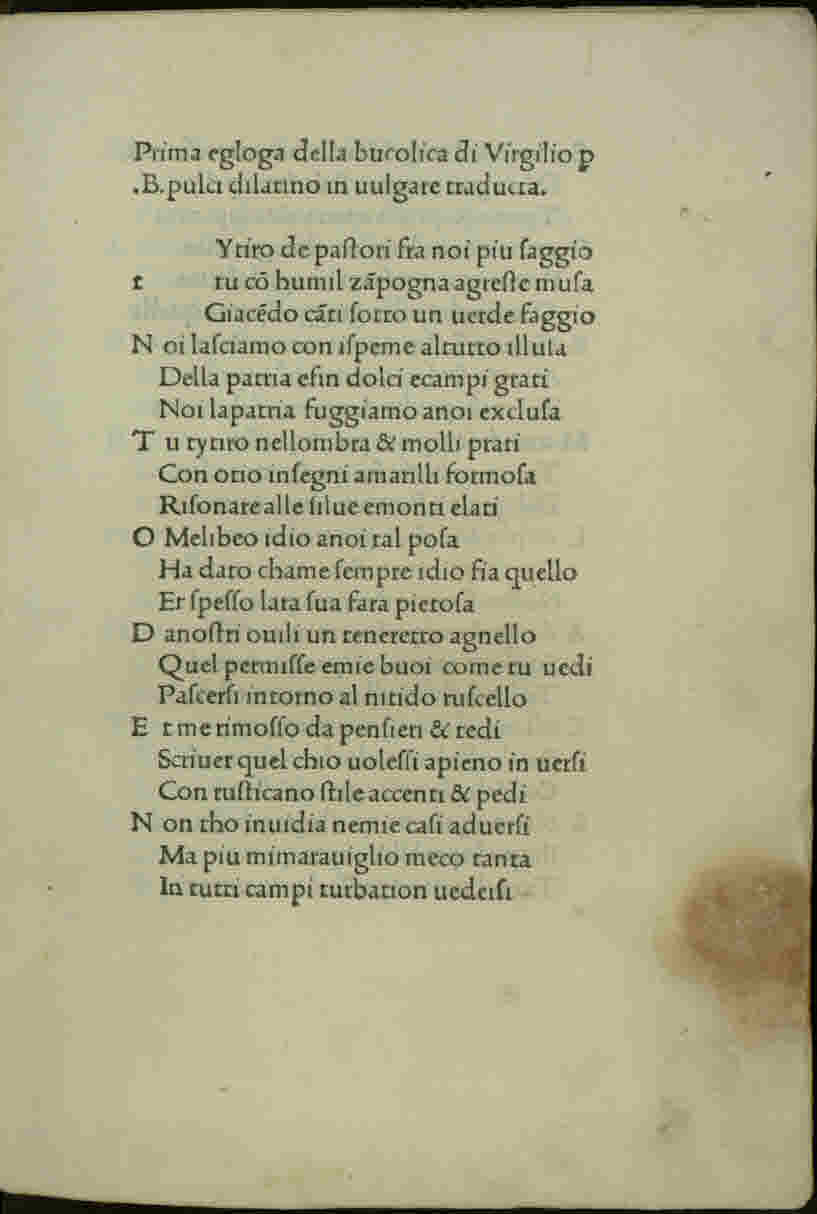 Prima egloga della bucolica di Virgilio ꝑ
.B. pulci dilatino in uulgare traducta.
Ytiro de paſtori fra noi piu ſaggio
t tu cõ humil zãpogna agreſte muſa
Giacẽdo cãti ſotto un uerde faggio
N oi laſciamo con iſpeme altutto illuſa
Della patria efin dolci ecampi grati
Noi lapatria fuggiamo anoi excluſa
T u tytiro nellombra & molli prati
Con otio inſegni amarilli formoſa
Riſonare alle ſilue emonti elati
O Melibeo idio anoi tal poſa
Ha dato chame ſempre idio fia quello
Et ſpeſſo lara ſua fara pietoſa
D anoſtri ouili un teneretto agnello
Quel permiſſe emie buoi come tu uedi
Paſcerſi intorno al nitido ruſcello
E t me rimoſſo da penſieri & tedi
Scriuer quel chio uoleſſi apieno in uerſi
Con ruſticano ſtile accenti & pedi
N on tho inuidia nemie caſi aduerſi
Ma piu mimarauiglio meco tanta
In tutti campi turbation uederſi